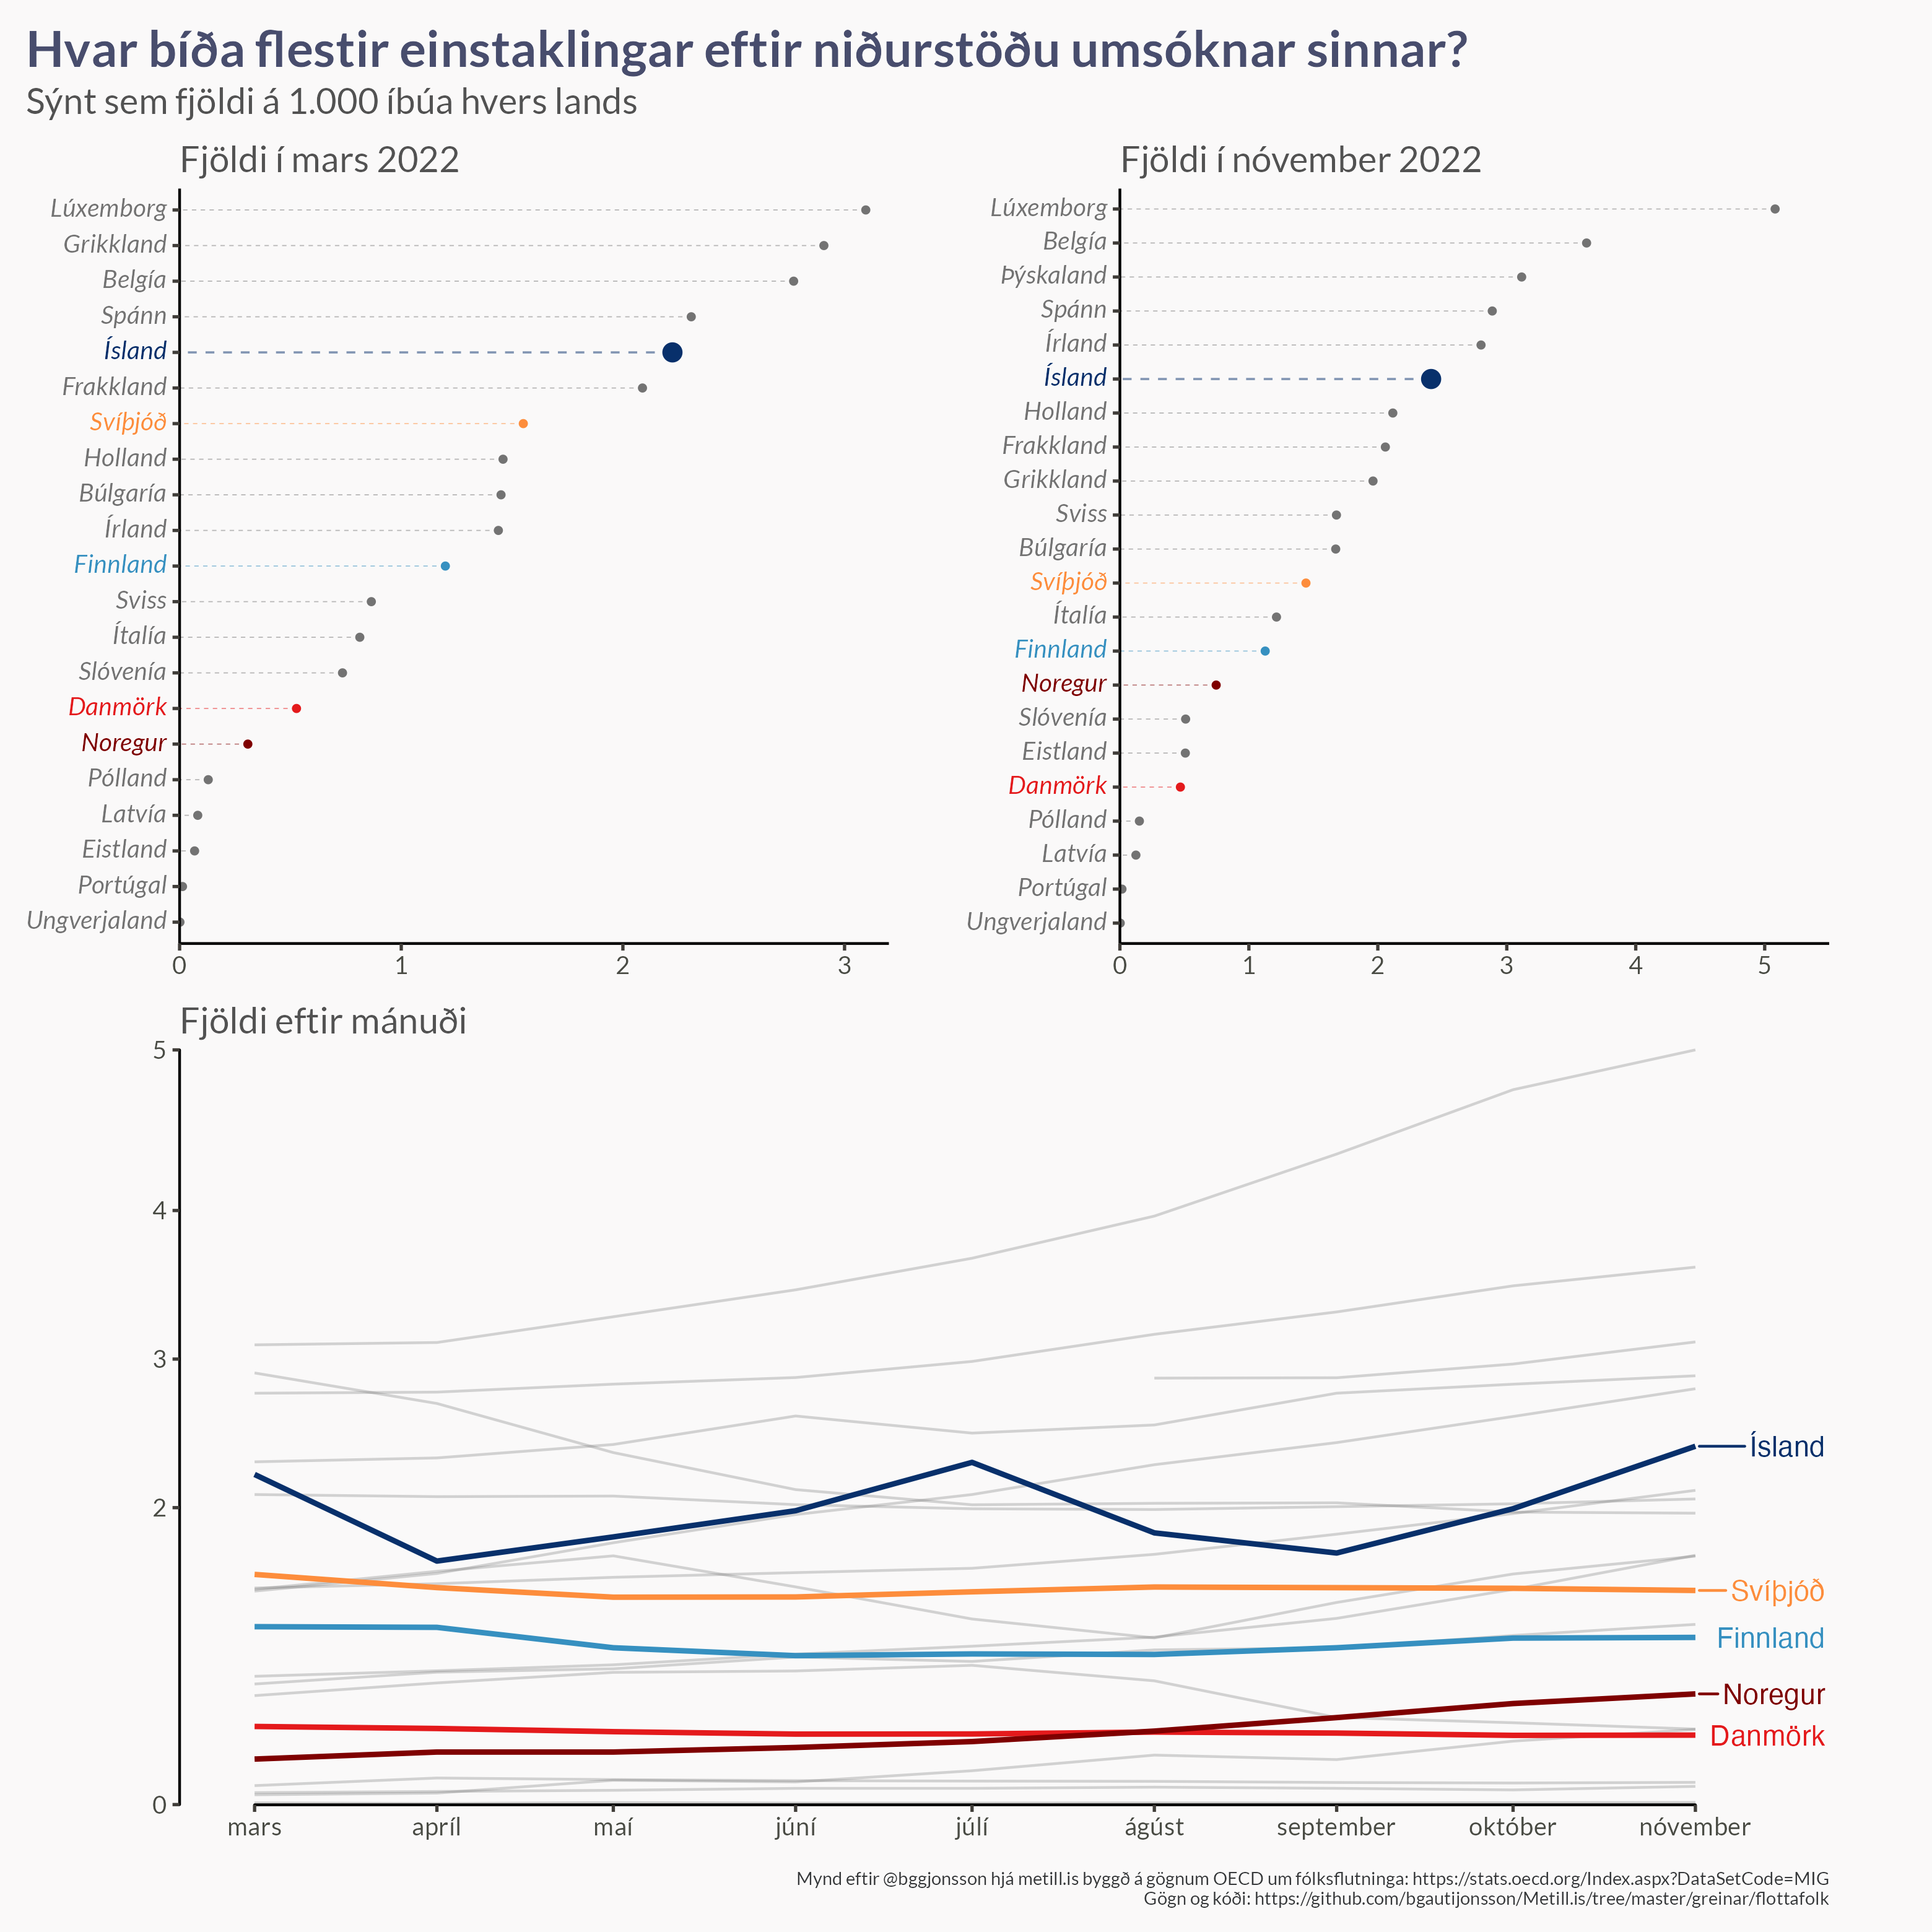 Hvar bíða flestir einstaklingar eftir niðurstöðu umsóknar sinnar?
Sýnt sem fjöldi á 1.000 íbúa hvers lands
Fjöldi í mars 2022
Lúxemborg
Grikkland
Belgía
Spánn
Ísland
Frakkland
Svíþjóð
Holland
Búlgaría
Írland
Finnland
Sviss
Ítalía
Slóvenía
Danmörk
Noregur
Pólland
Latvía
Eistland
Portúgal
Ungverjaland
0 1 2 3
Fjöldi í nóvember 2022
Lúxemborg
Belgía
Þýskaland
Spánn
Írland
Ísland
Holland
Frakkland
Grikkland
Sviss
Búlgaría
Svíþjóð
Ítalía
Finnland
Noregur
Slóvenía
Eistland
Danmörk
Pólland
Latvía
Portúgal
Ungverjaland
0 1 2 3 4 5
Fjöldi eftir mánuði
5
4
3
2
0
Ísland
Svíþjóð
Finnland
Noregur
Danmörk
mars apríl maí júní júlí ágúst september október nóvember
Mynd eftir @bggjonsson hjá metill.is byggð á gögnum OECD um fólksflutninga: https://stats.oecd.org/Index.aspx?DataSetCode=MIG
Gögn og kóði: https://github.com/bgautijonsson/Metill.is/tree/master/greinar/flottafolk